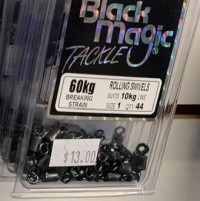 Black
Magic
TACKLE
60kg
BREAKING
STRAIN
ROLLING SWIVELS
SUITS 10kg LINE
SIZE 1 QTY 44
$13.00